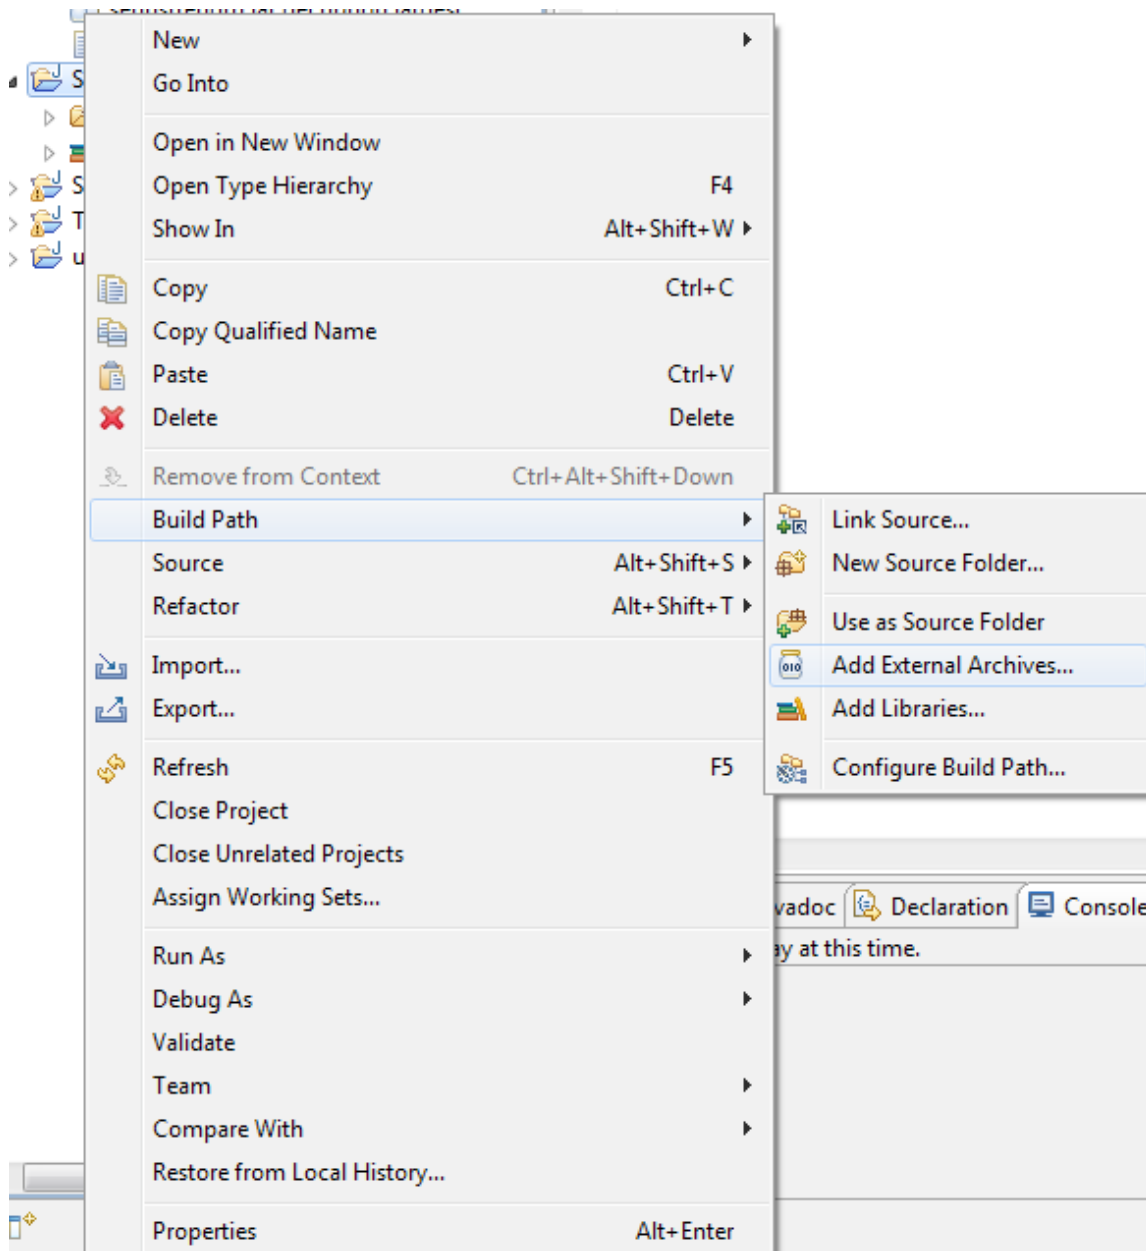 New
S
Go Into
Open in New Window
S
Open Type Hierarchy F4
T
Show In Alt+Shift+W
u
Copy Ctrl+C
Copy Qualified Name
Paste Ctrl+V
Delete Delete
Remove from Context Ctrl+Alt+Shift+Down
Build Path
Source Alt+Shift+S
Refactor Alt+Shift+T
Import...
Export...
Refresh F5
Close Project
Close Unrelated Projects
Assign Working Sets...
Run As
Debug As
Validate
Team
Compare With
Restore from Local History...
Properties Alt+Enter
Link Source...
New Source Folder...
Use as Source Folder
010
Add External Archives...
Add Libraries...
Configure Build Path...
vadoc Declaration Console
ay at this time.